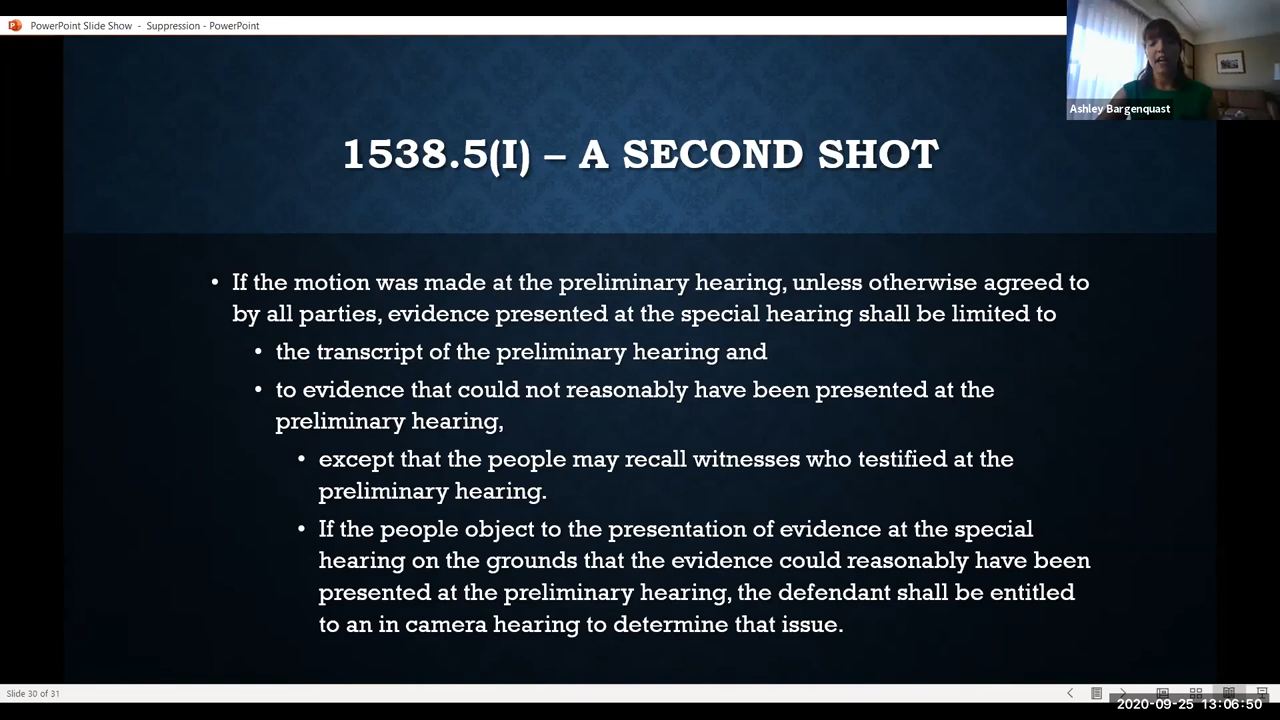 PowerPoint Slide Show - Suppression - PowerPoint
Ashley Bargenquast
1538.5(I) – A SECOND SHOT
• If the motion was made at the preliminary hearing, unless otherwise agreed to
by all parties, evidence presented at the special hearing shall be limited to
• the transcript of the preliminary hearing and
• to evidence that could not reasonably have been presented at the
preliminary hearing,
• except that the people may recall witnesses who testified at the
preliminary hearing.
• If the people object to the presentation of evidence at the special
hearing on the grounds that the evidence could reasonably have been
presented at the preliminary hearing, the defendant shall be entitled
to an in camera hearing to determine that issue.
Slide 30 of 31
2020-09-25 13:06:50